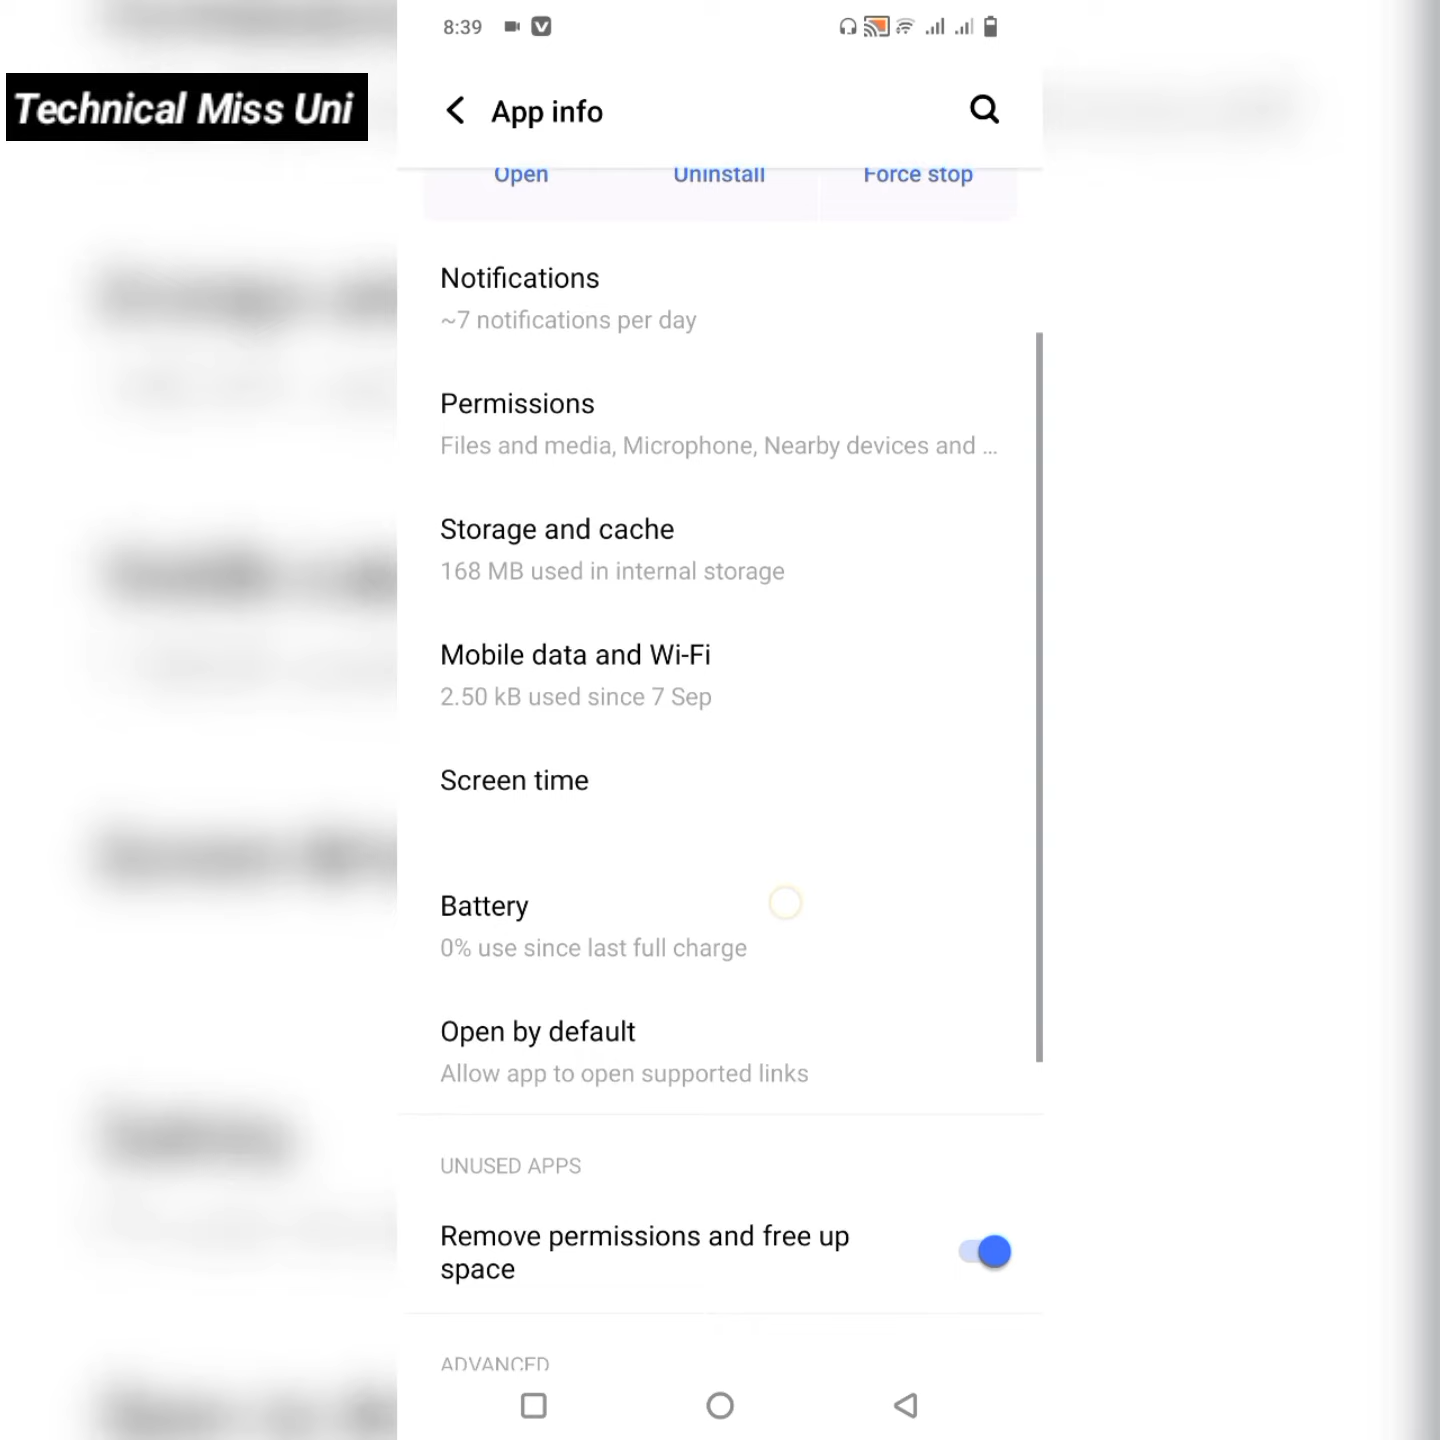 8:39
Technical Miss Uni
App info
Open Uninstall Force stop
Notifications
~7 notifications per day
Permissions
Files and media, Microphone, Nearby devices and ...
Storage and cache
168 MB used in internal storage
Mobile data and Wi-Fi
2.50 kB used since 7 Sep
Screen time
Battery
0% use since last full charge
Open by default
Allow app to open supported links
UNUSED APPS
Remove permissions and free up
space
ADVANCED